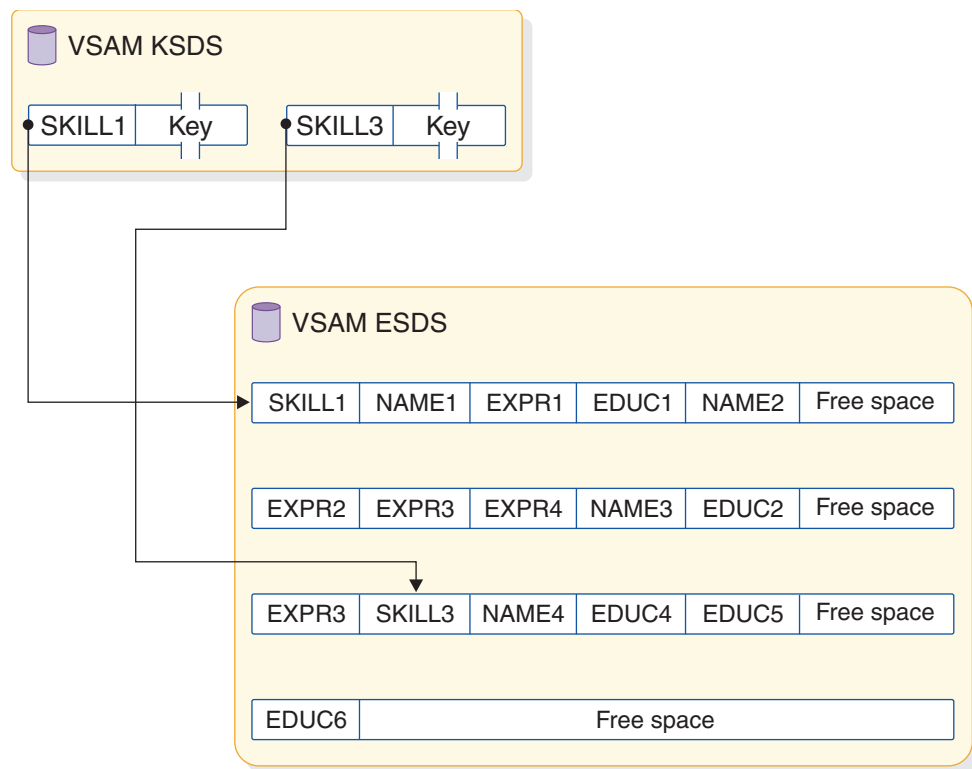 VSAM KSDS
SKILL1 Key SKILL3 Key
VSAM ESDS
SKILL1 NAME1 EXPR1 EDUC1 NAME2 Free space
EXPR2 EXPR3 EXPR4 NAME3 EDUC2 Free space
EXPR3 SKILL3 NAME4 EDUC4 EDUC5 Free space
EDUC6 Free space